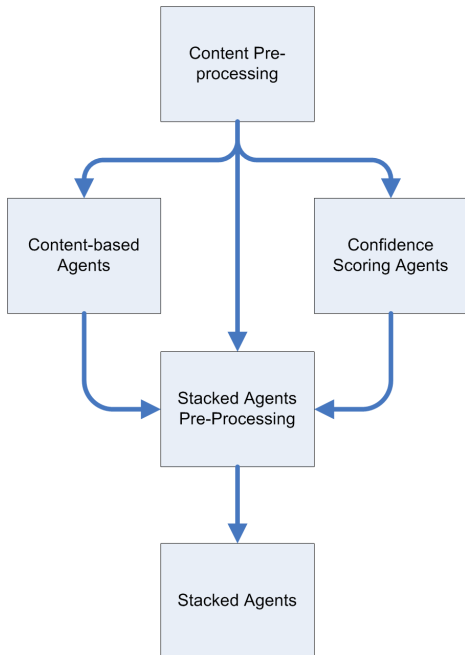 Content Pre-
processing
Content-based
Agents
Confidence
Scoring Agents
Stacked Agents
Pre-Processing
Stacked Agents